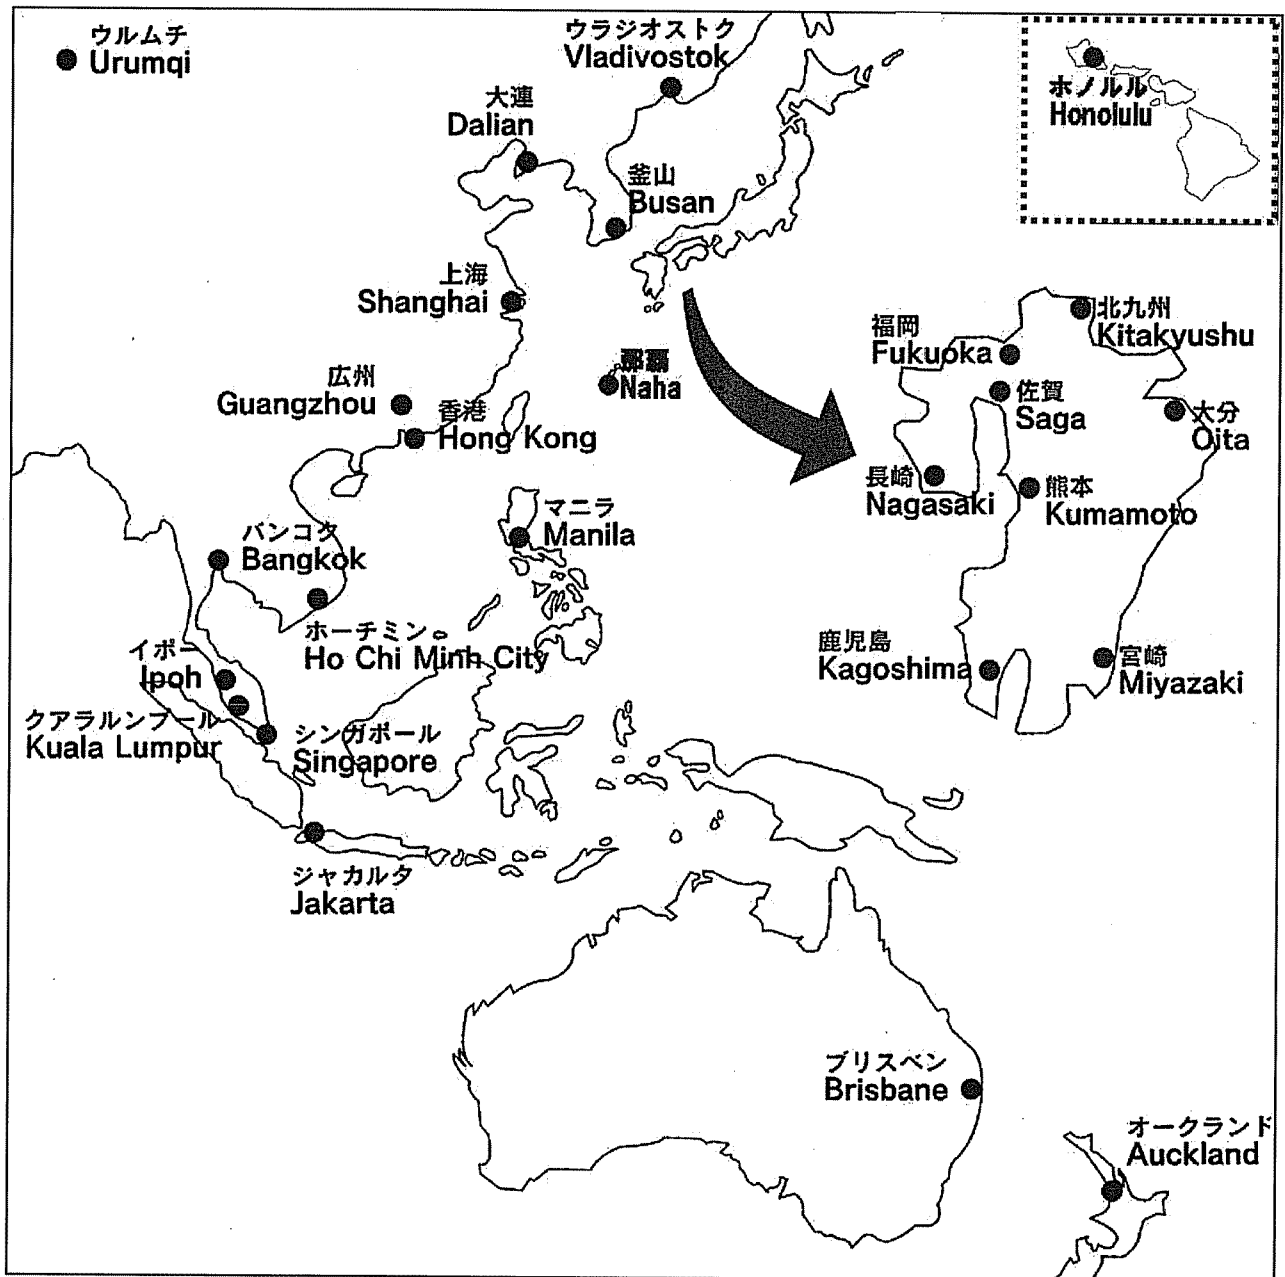 ウルムチ
Urumqi
ウラジオストク
Vladivostok
大連
Dalian
釜山
Busan
ホノルル
Honolulu
上海
Shanghai
那覇
Naha
広州
Guangzhou
香港
Hong Kong
北九州
Kitakyushu
福岡
Fukuoka
佐賀
Saga
大分
Oita
長崎
Nagasaki
熊本
Kumamoto
鹿児島
Kagoshima
宮崎
Miyazaki
マニラ
Manila
バンコク
Bangkok
ホーチミン
Ho Chi Minh City
イポー
Ipoh
クアラルンプール
Kuala Lumpur
シンガポール
Singapore
ジャカルタ
Jakarta
ブリスベン
Brisbane
オークランド
Auckland